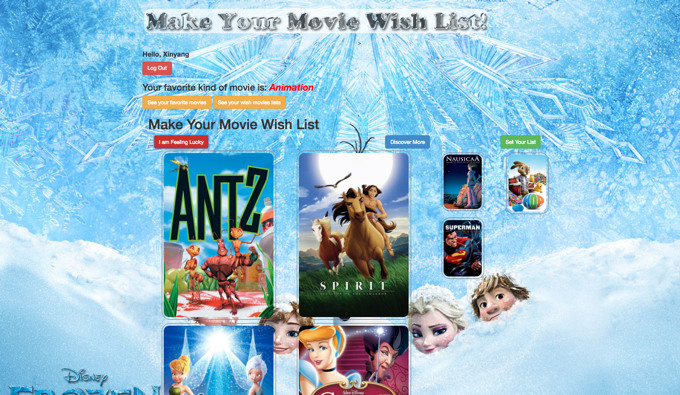 Make Your Movie Wish List!
Hello, Xinyang
Log Out
Your favorite kind of movie is: Animation
See your favorite movies
See your wish movies lists
Make Your Movie Wish List
I am Feeling Lucky
Discover More
Set Your List
ANTZ
SPIRIT
NAUSICAÄ
SUPERMAN
DISNEY
FROZEN